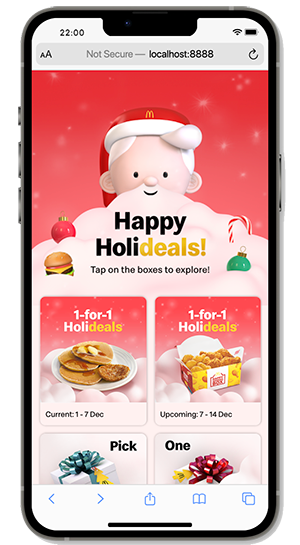 22:00
AA
Not Secure — localhost:8888
Happy
Holideals!
Tap on the boxes to explore!
1-for-1
Holideals
1-for-1
Holideals
Current: 1 - 7 Dec
Upcoming: 7 - 14 Dec
Pick
One